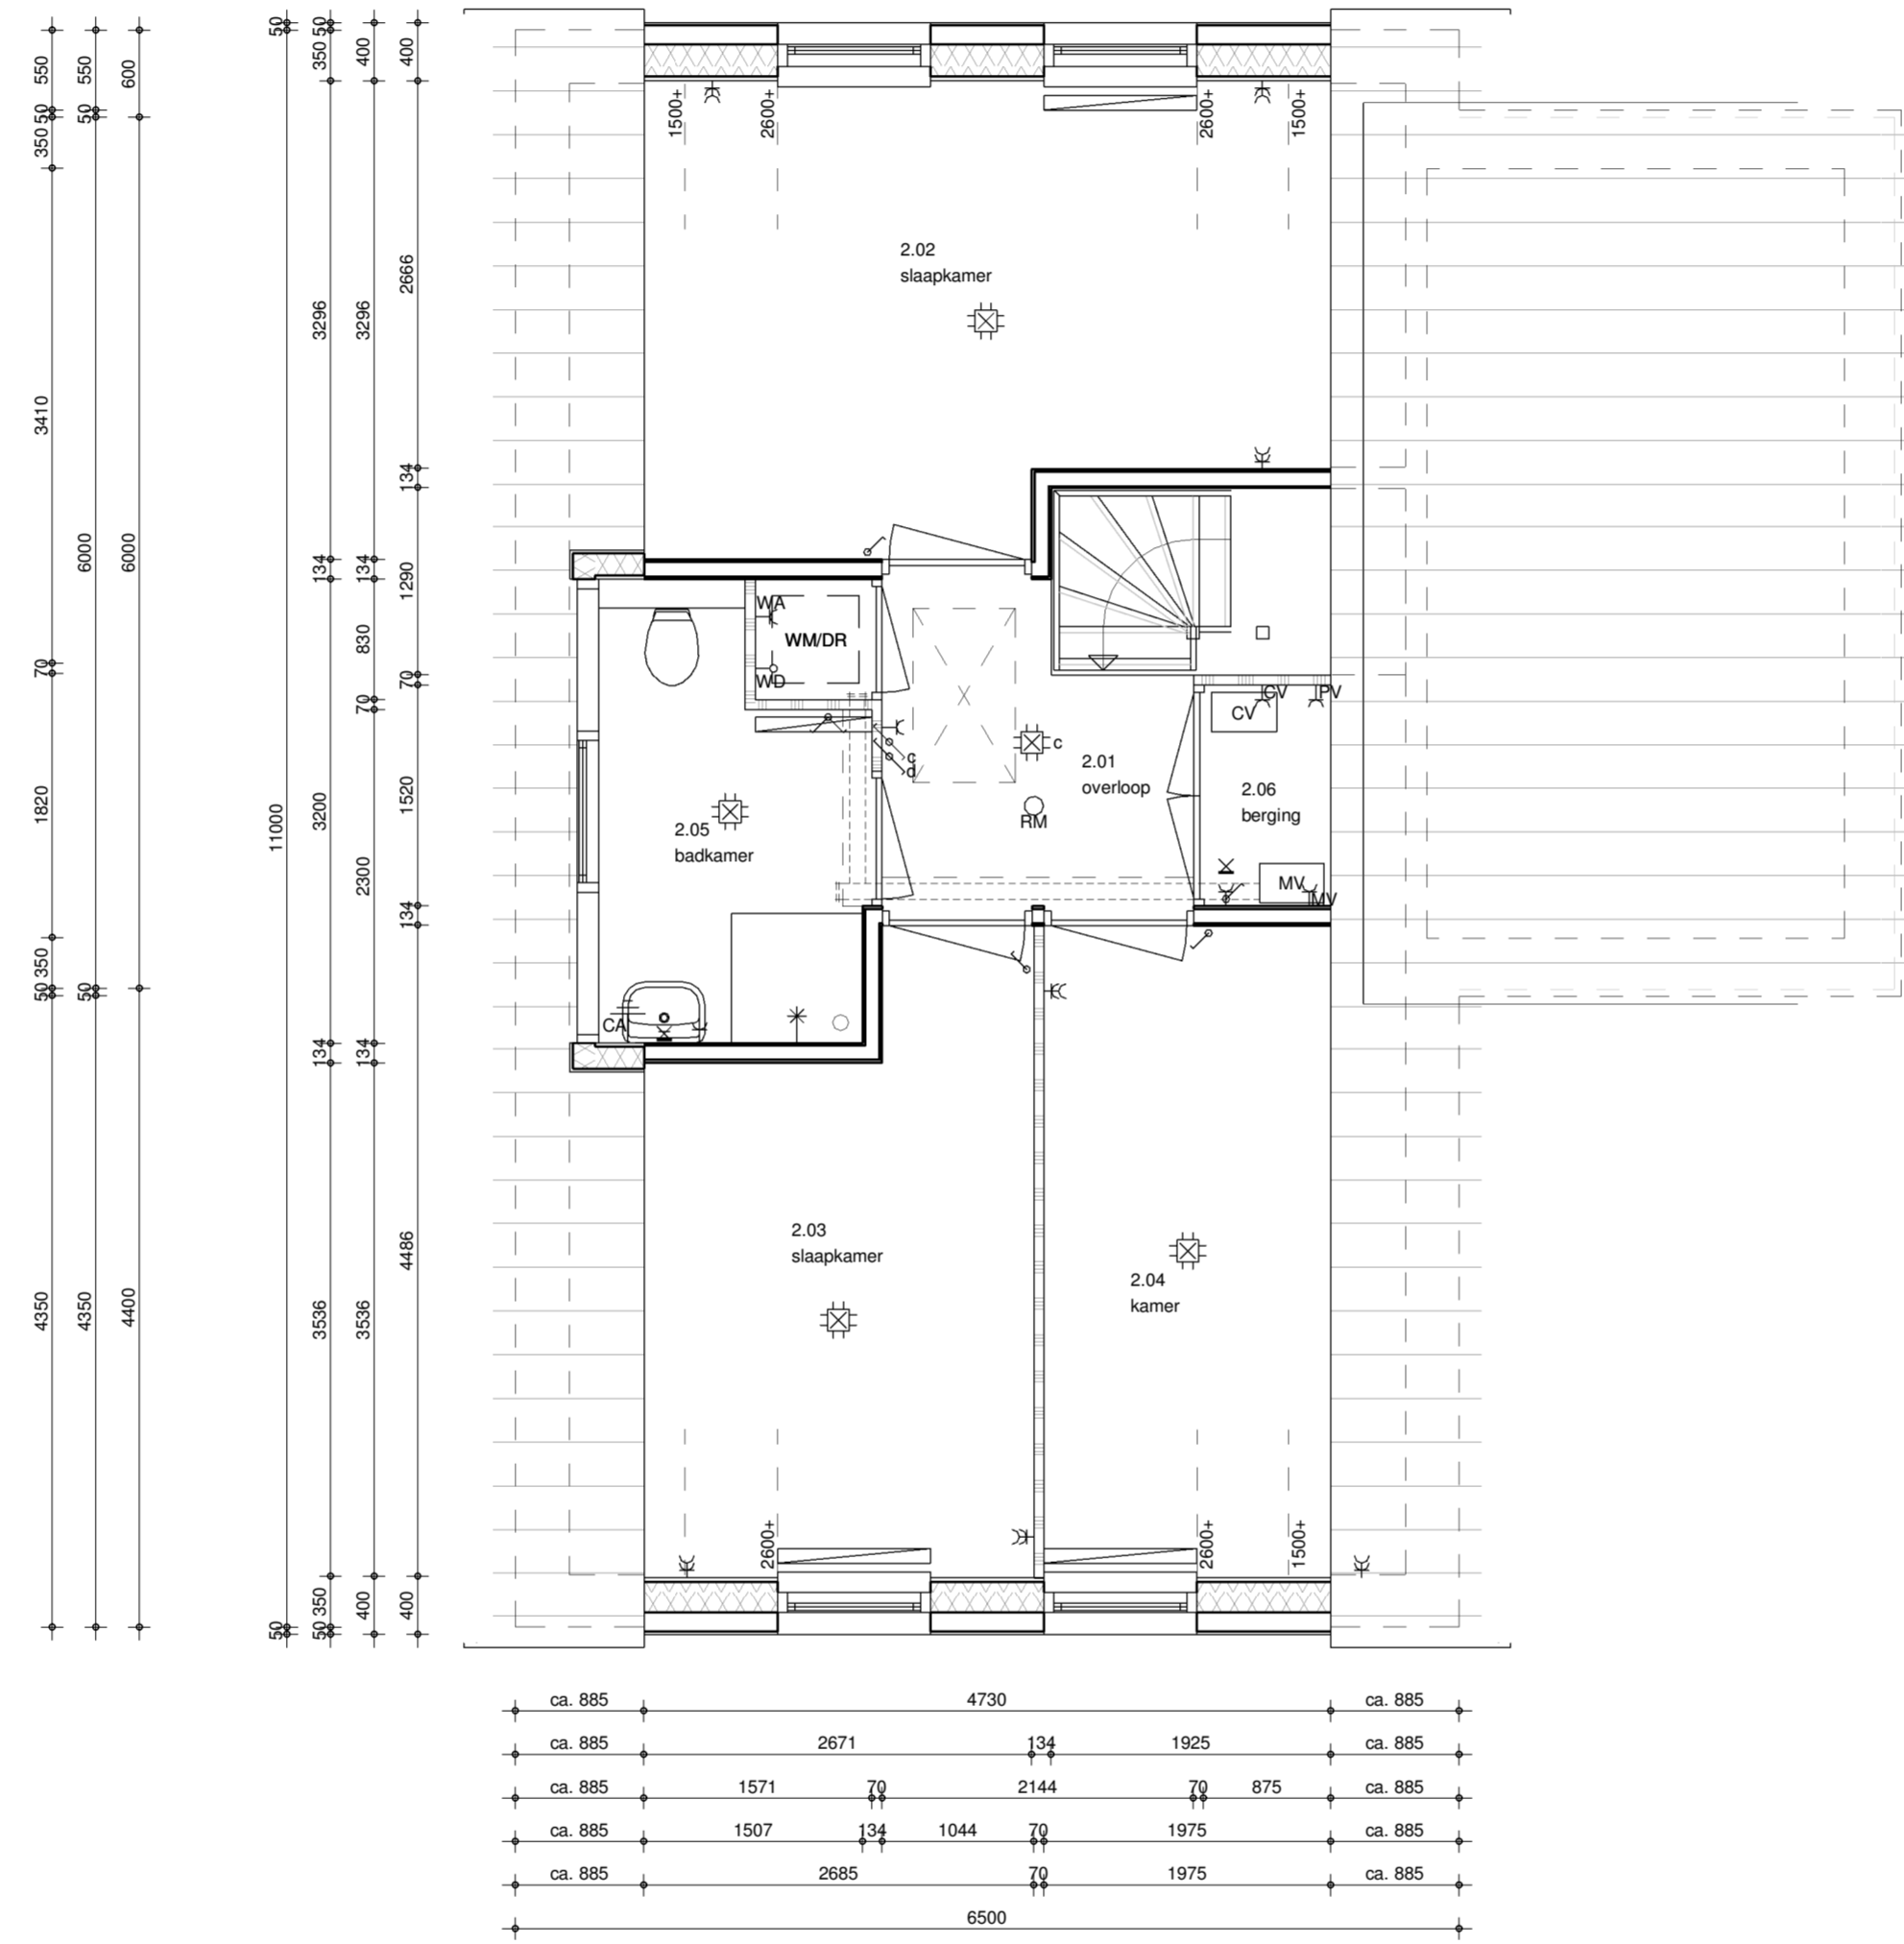 50
50
50
350
400
400
550
550
600
50
50
350
1500+
2600+
2600+
1500+
2.02
slaapkamer
2666
3296
3296
3410
134
6000
6000
134
134
1290
WA
WM/DR
WD
830
70
70
70
CV
PV
CV
c
c
d
2.01
overloop
2.06
berging
RM
2.05
badkamer
1820
11000
3200
1520
2300
MV
MV
134
350
50
50
CA
134
134
2.03
slaapkamer
2.04
kamer
4486
4350
4350
4400
3536
3536
2600+
2600+
1500+
350
400
400
50
50
ca. 885
4730
ca. 885
ca. 885
2671
134
1925
ca. 885
ca. 885
1571
70
2144
70
875
ca. 885
ca. 885
1507
134
1044
70
1975
ca. 885
ca. 885
2685
70
1975
ca. 885
6500